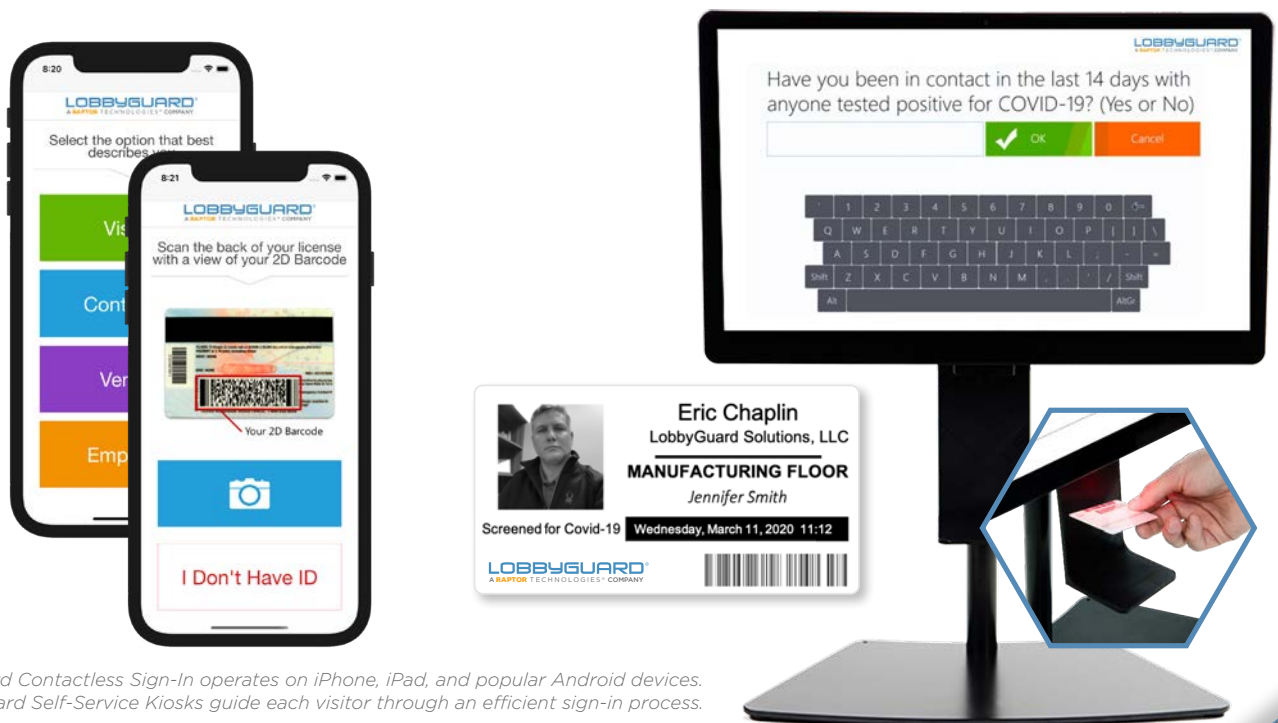 8:20
LOBBYGUARD
A RAPTOR TECHNOLOGIES® COMPANY
Select the option that best
describes
Vis
Cont
Ven
Emp
8:21
LOBBYGUARD®
A RAPTOR TECHNOLOGIES® COMPANY
Scan the back of your license
with a view of your 2D Barcode
Your 2D Barcode
I Don't Have ID
Eric Chaplin
LobbyGuard Solutions, LLC
MANUFACTURING FLOOR
Jennifer Smith
Screened for Covid-19 Wednesday, March 11, 2020 11:12
LOBBYGUARD®
A RAPTOR TECHNOLOGIES® COMPANY
LOBBYGUARD®
A RAPTOR TECHNOLOGIES® COMPANY
Have you been in contact in the last 14 days with
anyone tested positive for COVID-19? (Yes or No)
OK Cancel
` 1 2 3 4 5 6 7 8 9 0
Q W E R T Y U I O P [ ] \
A S D F G H J K L ; - =
Shift Z X C V B N M , . ' / Shift
Alt AltGr
rd Contactless Sign-In operates on iPhone, iPad, and popular Android devices.
ard Self-Service Kiosks guide each visitor through an efficient sign-in process.